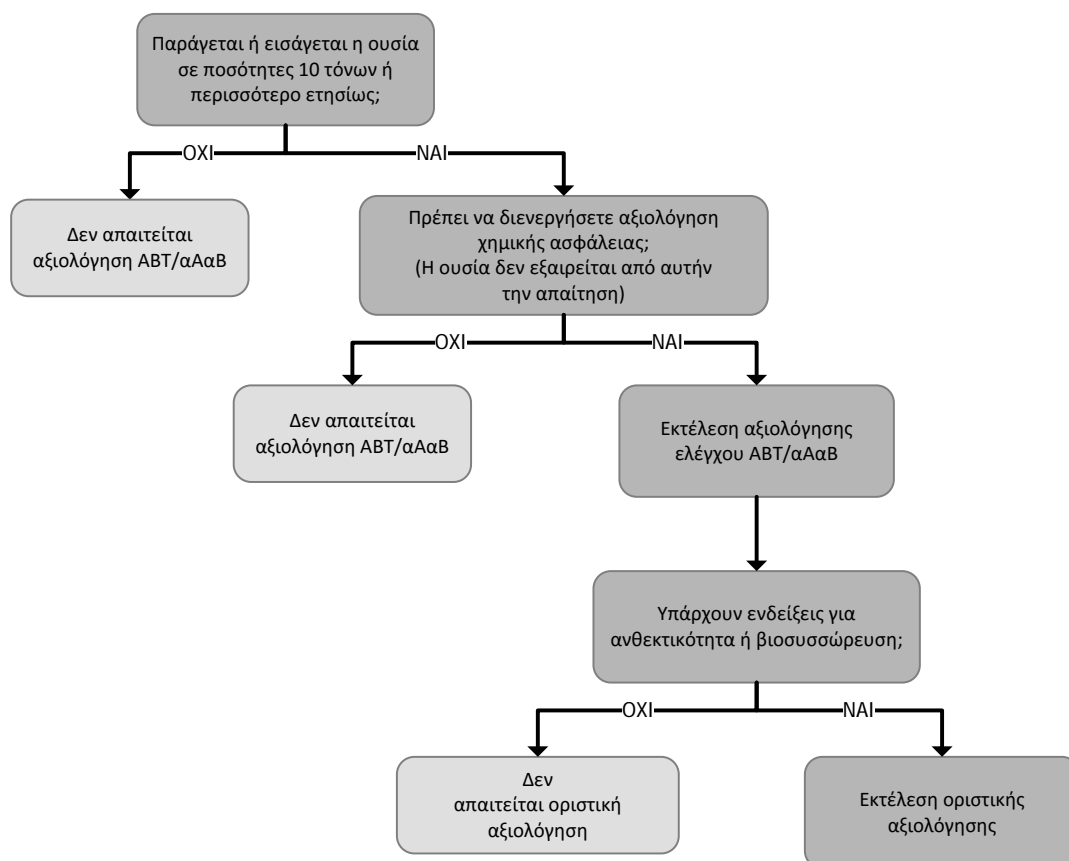 Παράγεται ή εισάγεται η ουσία
σε ποσότητες 10 τόνων ή
περισσότερο ετησίως;
ΟΧΙ
ΝΑΙ
Δεν απαιτείται
αξιολόγηση ΑΒΤ/αΑαΒ
Πρέπει να διενεργήσετε αξιολόγηση
χημικής ασφάλειας;
(Η ουσία δεν εξαιρείται από αυτήν
την απαίτηση)
ΟΧΙ
ΝΑΙ
Δεν απαιτείται
αξιολόγηση ΑΒΤ/αΑαΒ
Εκτέλεση αξιολόγησης
ελέγχου ΑΒΤ/αΑαΒ
Υπάρχουν ενδείξεις για
ανθεκτικότητα ή βιοσυσσώρευση;
ΟΧΙ
ΝΑΙ
Δεν
απαιτείται οριστική
αξιολόγηση
Εκτέλεση οριστικής
αξιολόγησης